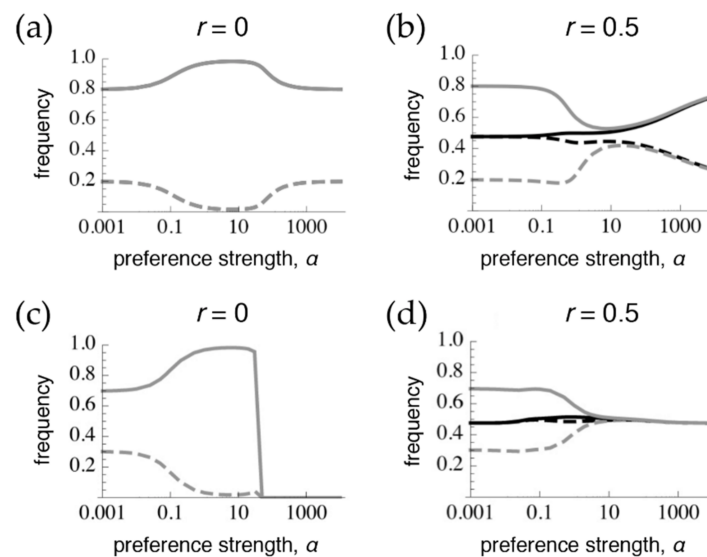 (a) r = 0
1.0
0.8
0.6
0.4
0.2
frequency
0.001 0.1 10 1000
preference strength, α
(b) r = 0.5
1.0
0.8
0.6
0.4
0.2
frequency
0.001 0.1 10 1000
preference strength, α
(c) r = 0
1.0
0.8
0.6
0.4
0.2
frequency
0.001 0.1 10 1000
preference strength, α
(d) r = 0.5
1.0
0.8
0.6
0.4
0.2
frequency
0.001 0.1 10 1000
preference strength, α